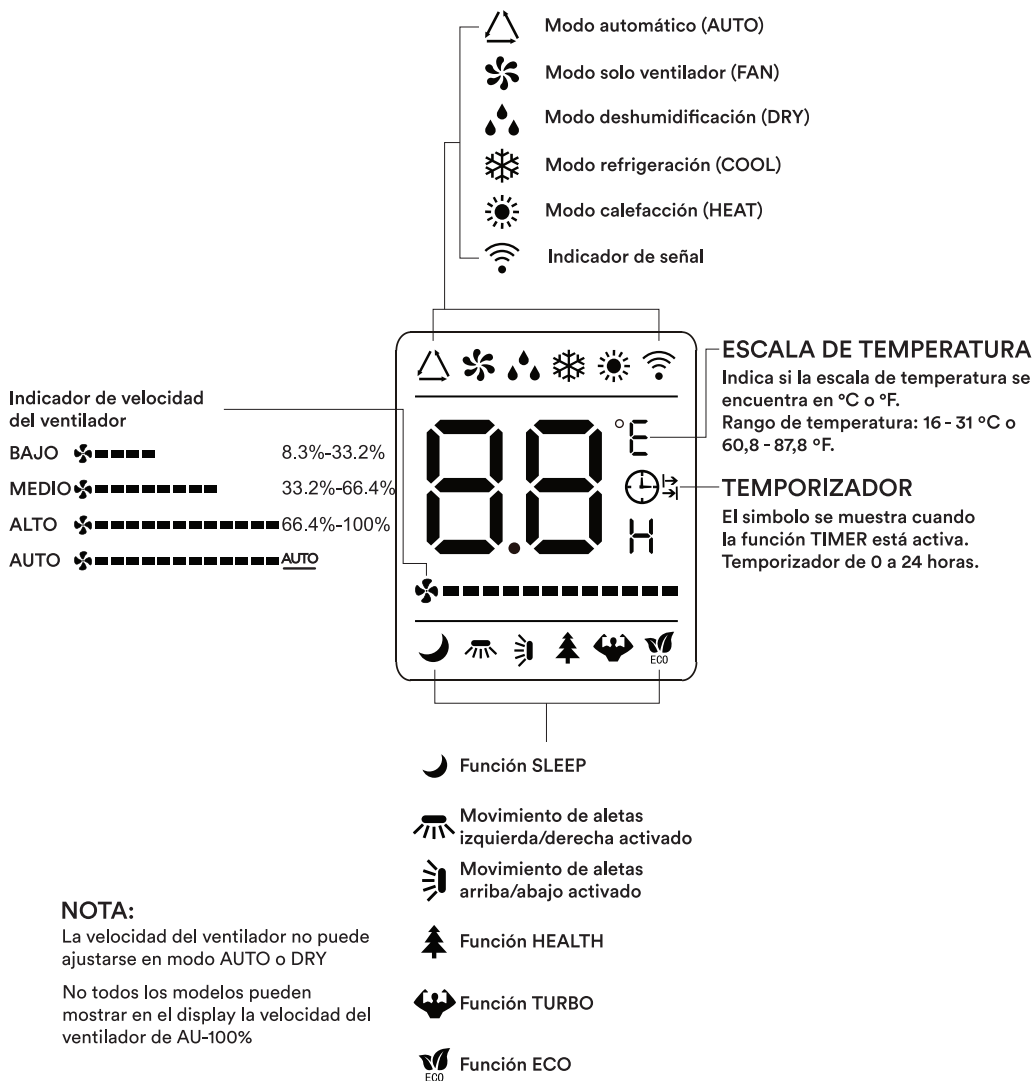 Modo automático (AUTO)
Modo solo ventilador (FAN)
Modo deshumidificación (DRY)
Modo refrigeración (COOL)
Modo calefacción (HEAT)
Indicador de señal
Indicador de velocidad
del ventilador
BAJO 8.3%-33.2%
MEDIO 33.2%-66.4%
ALTO 66.4%-100%
AUTO AUTO
88
°E
H
ECO
ESCALA DE TEMPERATURA
Indica si la escala de temperatura se
encuentra en °C o °F.
Rango de temperatura: 16 - 31 °C o
60,8 - 87,8 °F.
TEMPORIZADOR
El simbolo se muestra cuando
la función TIMER está activa.
Temporizador de 0 a 24 horas.
Función SLEEP
Movimiento de aletas
izquierda/derecha activado
Movimiento de aletas
arriba/abajo activado
Función HEALTH
Función TURBO
ECO Función ECO
NOTA:
La velocidad del ventilador no puede
ajustarse en modo AUTO o DRY
No todos los modelos pueden
mostrar en el display la velocidad del
ventilador de AU-100%